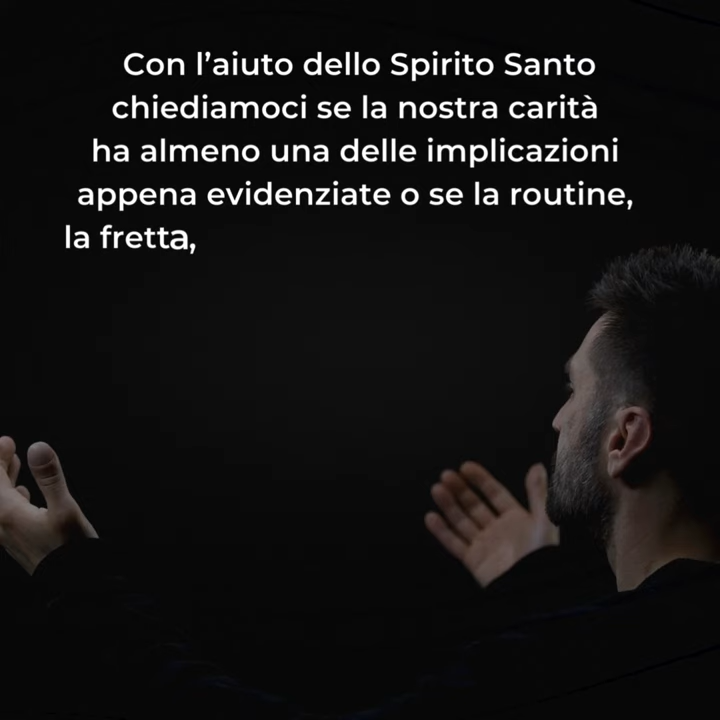 Con l’aiuto dello Spirito Santo
chiediamoci se la nostra carità
ha almeno una delle implicazioni
appena evidenziate o se la routine,
la fretta,